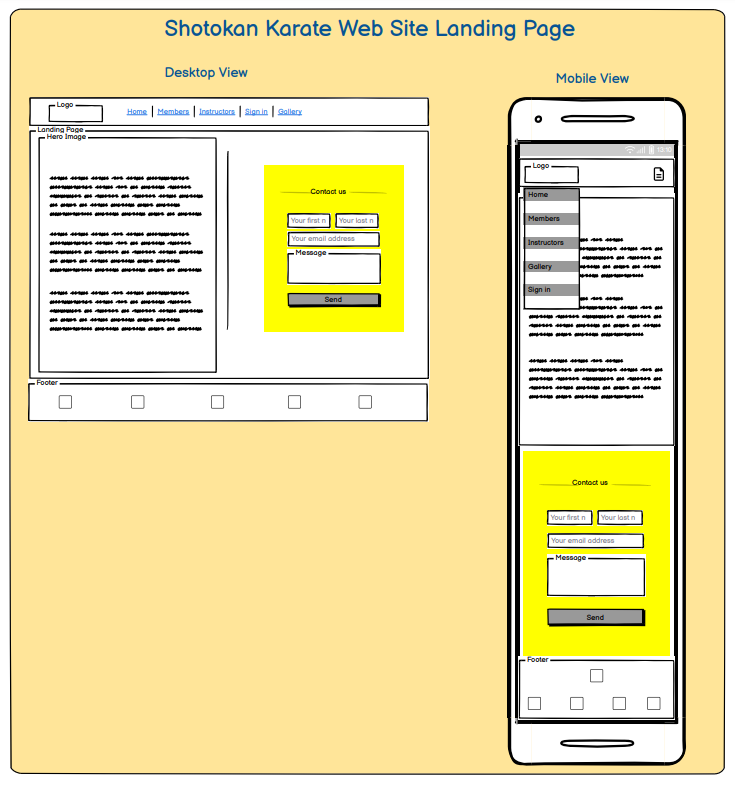 Shotokan Karate Web Site Landing Page
Desktop View
Logo
Home Members Instructors Sign in Gallery
Landing Page
Hero Image
Contact us
Your first n Your last n
Your email address
Message
Send
Footer
Mobile View
13:10
Logo
Home
Members
Instructors
Gallery
Sign in
Contact us
Your first n Your last n
Your email address
Message
Send
Footer